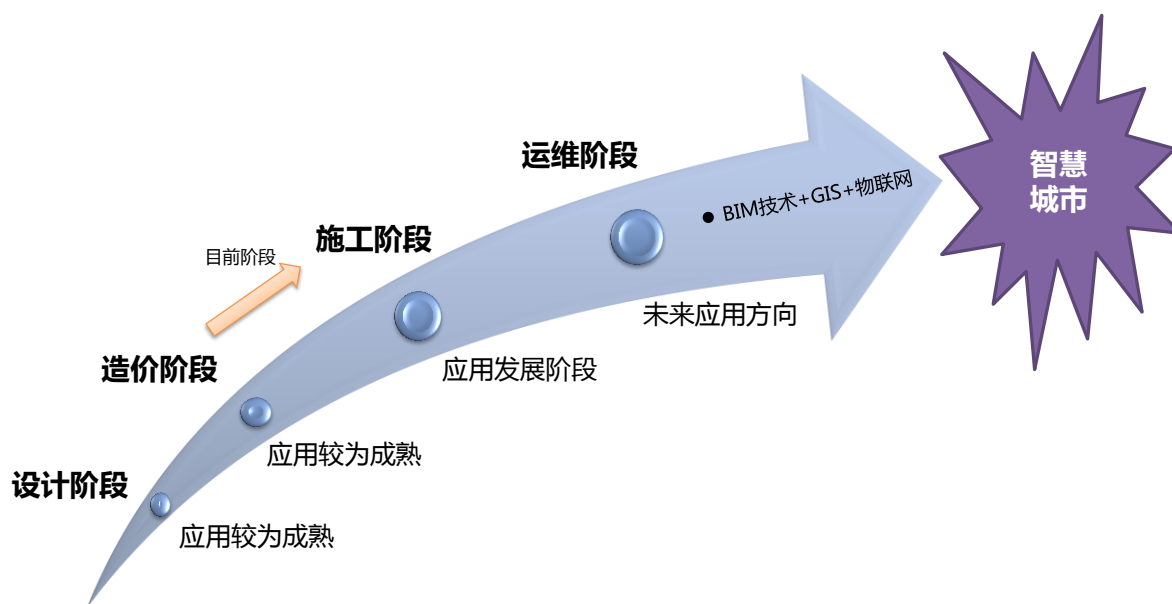 智慧
城市
运维阶段
● BIM技术+GIS+物联网
施工阶段
目前阶段
未来应用方向
造价阶段
应用发展阶段
应用较为成熟
设计阶段
应用较为成熟